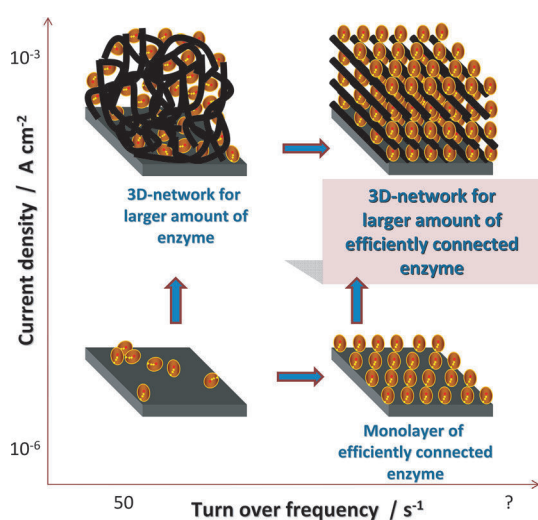 10-3
3D-network for
larger amount of
enzyme
3D-network for
larger amount of
efficiently connected
enzyme
Current density / A cm-2
Monolayer of
efficiently connected
enzyme
10-6
50
?
Turn over frequency / s-1